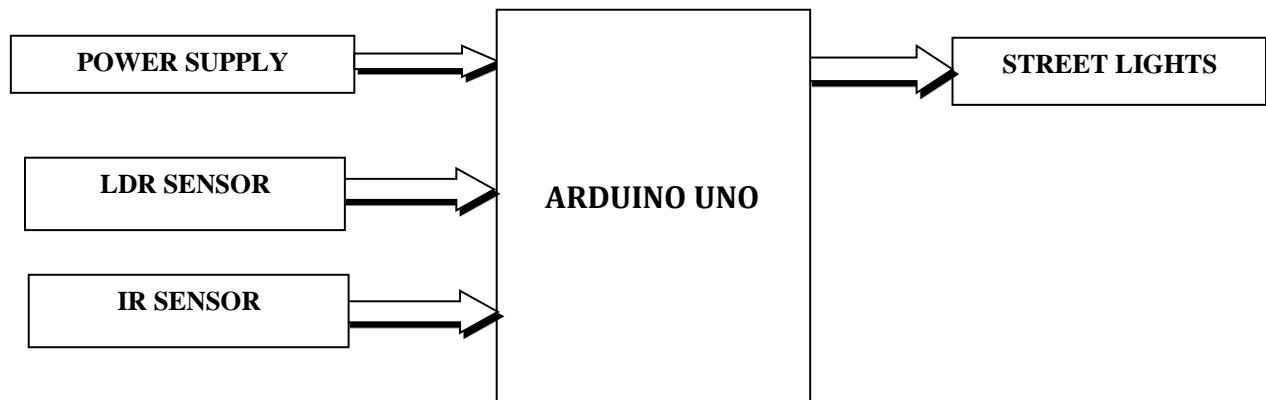 POWER SUPPLY
LDR SENSOR
IR SENSOR
ARDUINO UNO
STREET LIGHTS